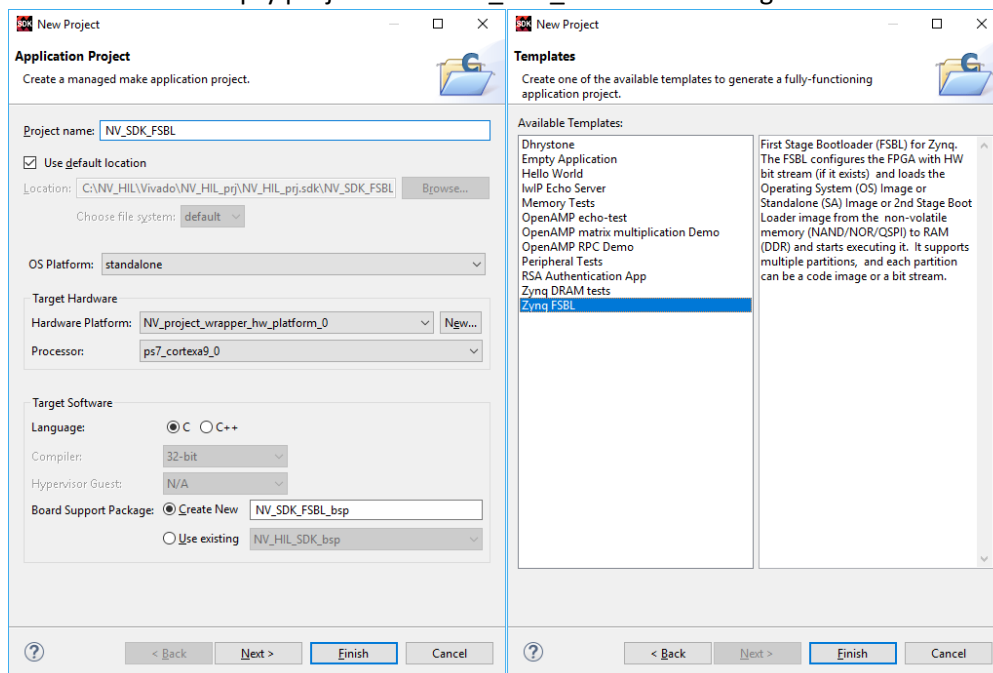 SDK New Project
Application Project
Create a managed make application project.
Project name: NV_SDK_FSBL
Use default location
Location: C:\NV_HIL\Vivado\NV_HIL_prj\NV_HIL_prj.sdk\NV_SDK_FSBL Browse...
Choose file system: default
OS Platform: standalone
Target Hardware
Hardware Platform: NV_project_wrapper_hw_platform_0 New...
Processor: ps7_cortexa9_0
Target Software
Language: C C++
Compiler: 32-bit
Hypervisor Guest: N/A
Board Support Package: Create New NV_SDK_FSBL_bsp
Use existing NV_HIL_SDK_bsp
? < Back Next > Finish Cancel
SDK New Project
Templates
Create one of the available templates to generate a fully-functioning
application project.
Available Templates:
Dhrystone
Empty Application
Hello World
lwIP Echo Server
Memory Tests
OpenAMP echo-test
OpenAMP matrix multiplication Demo
OpenAMP RPC Demo
Peripheral Tests
RSA Authentication App
Zynq DRAM tests
Zynq FSBL
First Stage Bootloader (FSBL) for Zynq.
The FSBL configures the FPGA with HW
bit stream (if it exists) and loads the
Operating System (OS) Image or
Standalone (SA) Image or 2nd Stage Boot
Loader image from the non-volatile
memory (NAND/NOR/QSPI) to RAM
(DDR) and starts executing it. It supports
multiple partitions, and each partition
can be a code image or a bit stream.
? < Back Next > Finish Cancel